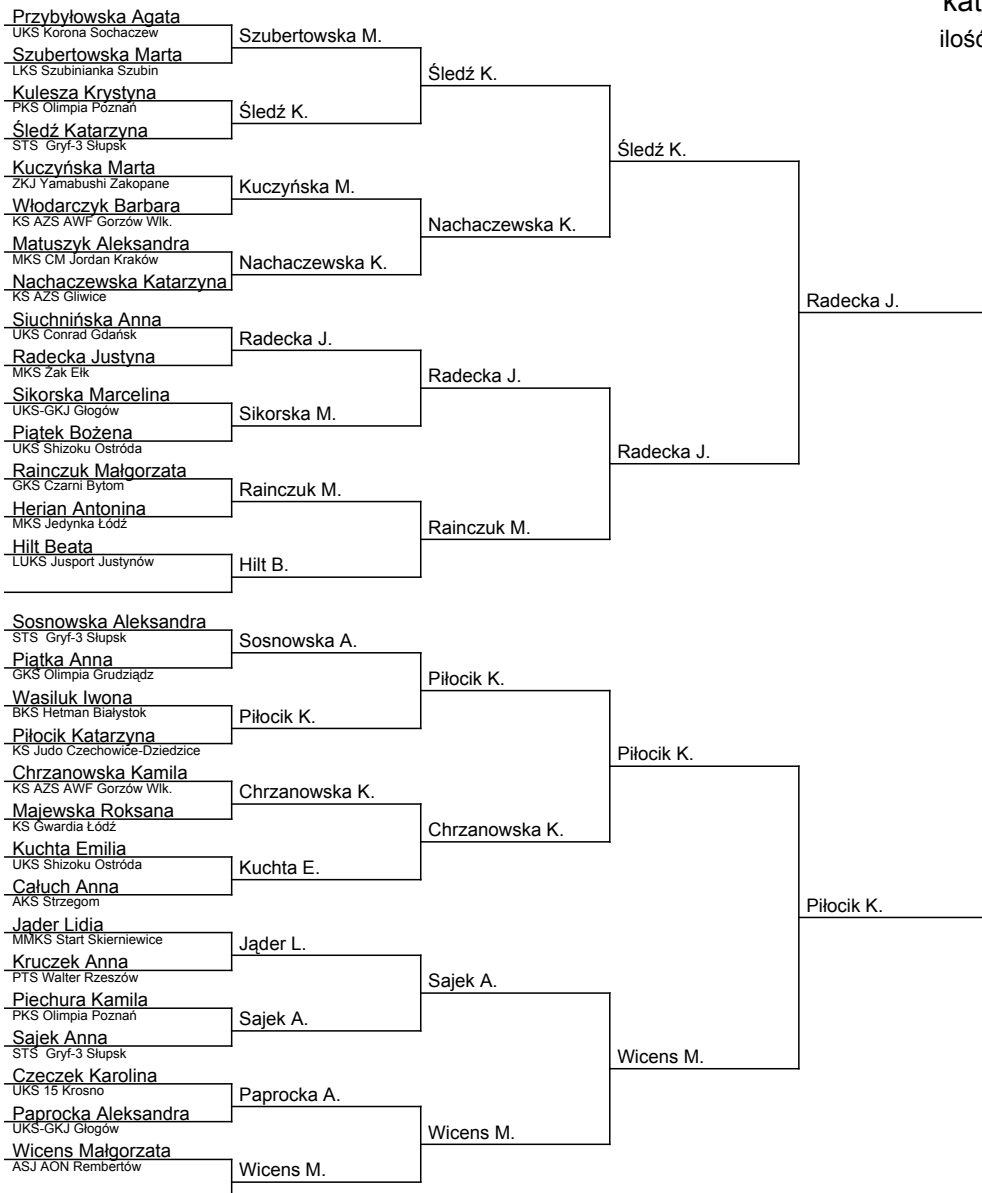 kat
ilość
Przybyłowska Agata
UKS Korona Sochaczew
Szubertowska Marta
LKS Szubinianka Szubin
Kulesza Krystyna
PKS Olimpia Poznań
Śledź Katarzyna
STS Gryf-3 Słupsk
Kuczyńska Marta
ZKJ Yamabushi Zakopane
Włodarczyk Barbara
KS AZS AWF Gorzów Wlk.
Matuszyk Aleksandra
MKS CM Jordan Kraków
Nachaczewska Katarzyna
KS AZS Gliwice
Siuchnińska Anna
UKS Conrad Gdańsk
Radecka Justyna
MKS Żak Ełk
Sikorska Marcelina
UKS-GKJ Głogów
Piątek Bożena
UKS Shizoku Ostróda
Rainczuk Małgorzata
GKS Czarni Bytom
Herian Antonina
MKS Jedynka Łódź
Hilt Beata
LUKS Jusport Justynów
Sosnowska Aleksandra
STS Gryf-3 Słupsk
Piątka Anna
GKS Olimpia Grudziądz
Wasiluk Iwona
BKS Hetman Białystok
Piłocik Katarzyna
KS Judo Czechowice-Dziedzice
Chrzanowska Kamila
KS AZS AWF Gorzów Wlk.
Majewska Roksana
KS Gwardia Łódź
Kuchta Emilia
UKS Shizoku Ostróda
Całuch Anna
AKS Strzegom
Jąder Lidia
MMKS Start Skierniewice
Kruczek Anna
PTS Walter Rzeszów
Piechura Kamila
PKS Olimpia Poznań
Sajek Anna
STS Gryf-3 Słupsk
Czeczek Karolina
UKS 15 Krosno
Paprocka Aleksandra
UKS-GKJ Głogów
Wicens Małgorzata
ASJ AON Rembertów
Szubertowska M.
Śledź K.
Kuczyńska M.
Nachaczewska K.
Radecka J.
Sikorska M.
Rainczuk M.
Hilt B.
Sosnowska A.
Piłocik K.
Chrzanowska K.
Kuchta E.
Jąder L.
Sajek A.
Paprocka A.
Wicens M.
Śledź K.
Nachaczewska K.
Radecka J.
Rainczuk M.
Piłocik K.
Chrzanowska K.
Sajek A.
Wicens M.
Śledź K.
Radecka J.
Piłocik K.
Wicens M.
Radecka J.
Piłocik K.